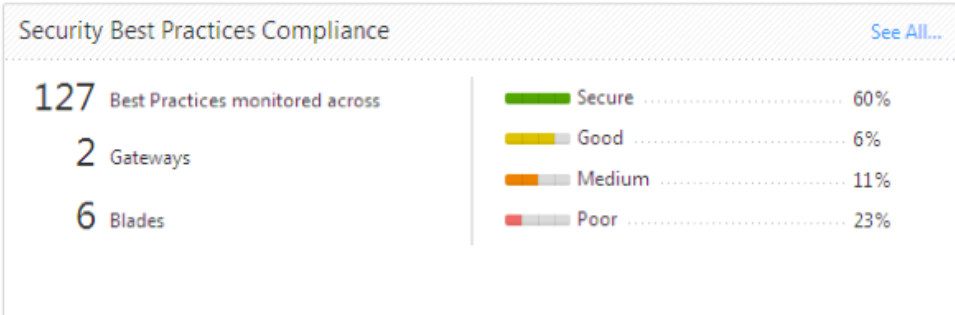 Security Best Practices Compliance
See All...
127 Best Practices monitored across
2 Gateways
6 Blades
Secure 60%
Good 6%
Medium 11%
Poor 23%